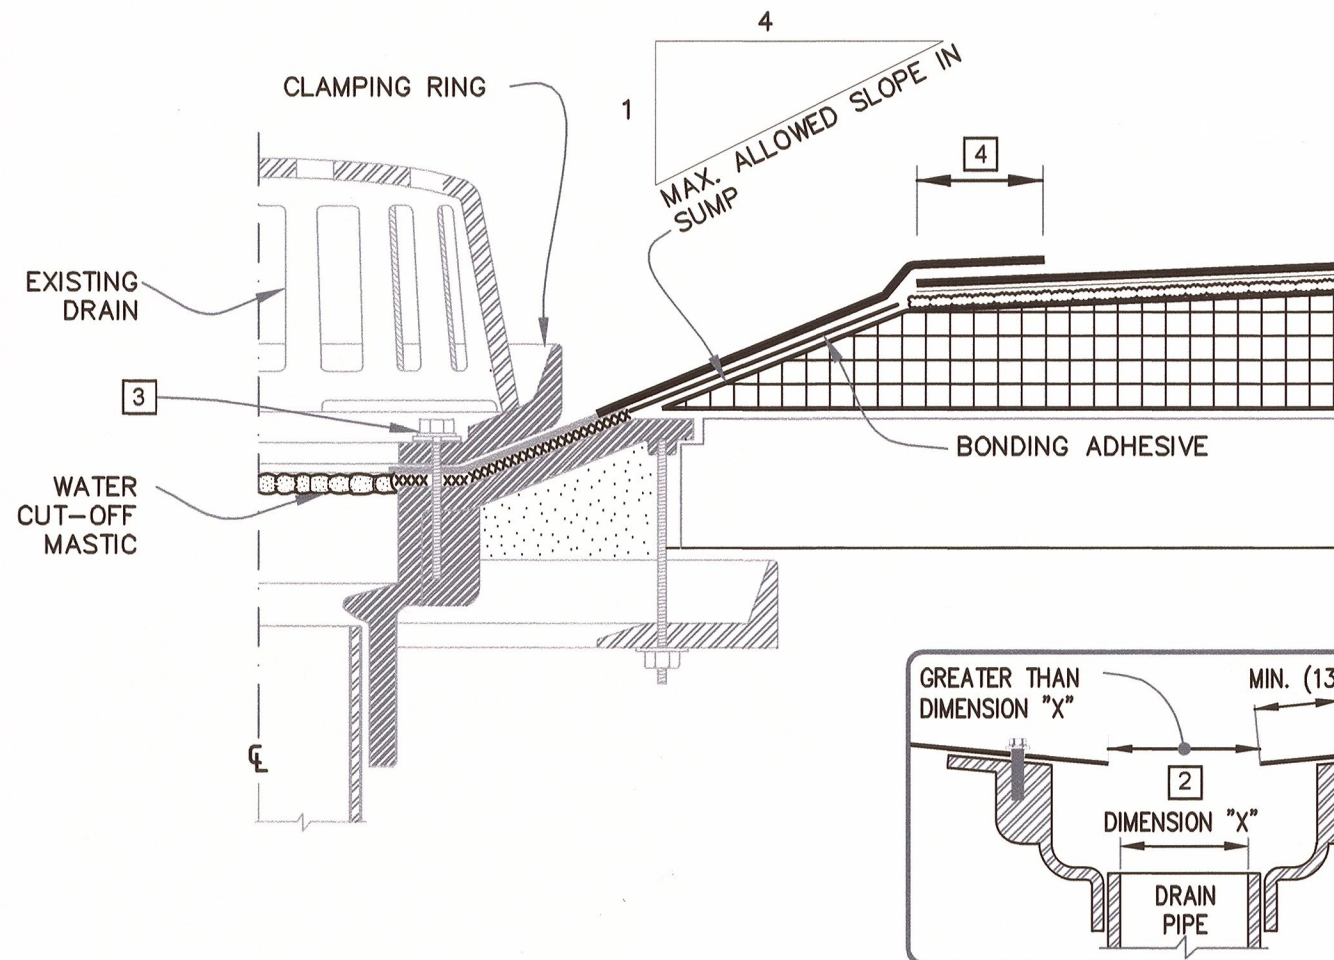 4
CLAMPING RING
1
MAX. ALLOWED SLOPE IN
SUMP
4
EXISTING
DRAIN
3
BONDING ADHESIVE
WATER
CUT-OFF
MASTIC
GREATER THAN
DIMENSION "X"
MIN. (13
℄
2
DIMENSION "X"
DRAIN
PIPE